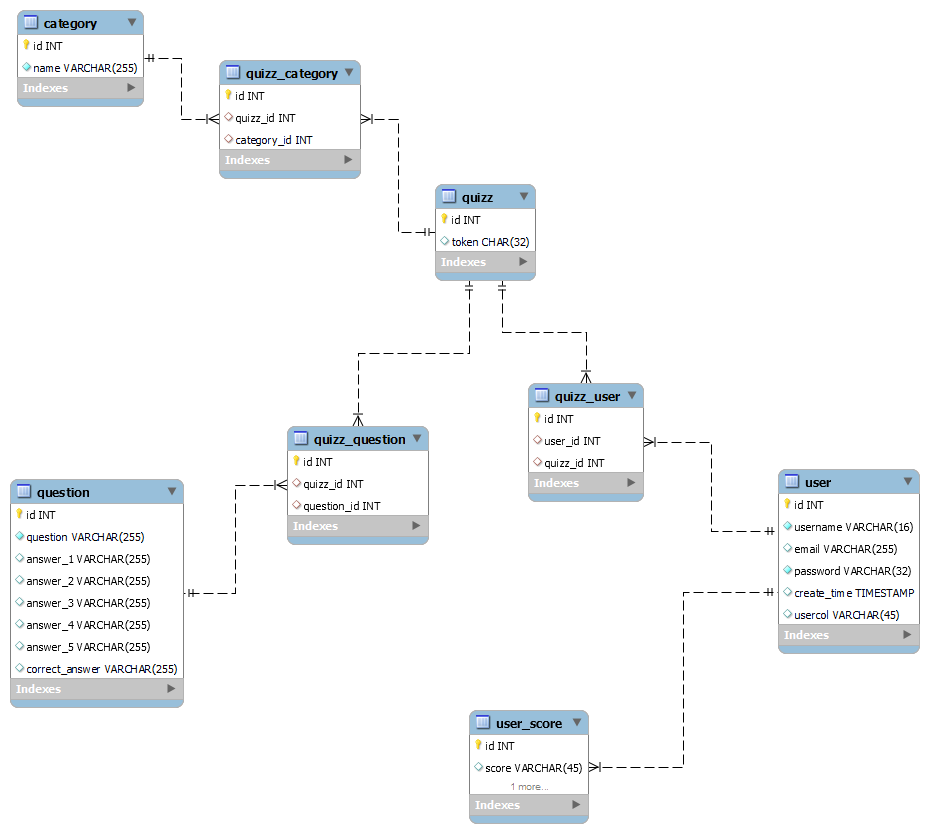 category
id INT
name VARCHAR(255)
Indexes
quizz_category
id INT
quizz_id INT
category_id INT
Indexes
quizz
id INT
token CHAR(32)
Indexes
quizz_user
id INT
user_id INT
quizz_id INT
Indexes
quizz_question
id INT
quizz_id INT
question_id INT
Indexes
question
id INT
question VARCHAR(255)
answer_1 VARCHAR(255)
answer_2 VARCHAR(255)
answer_3 VARCHAR(255)
answer_4 VARCHAR(255)
answer_5 VARCHAR(255)
correct_answer VARCHAR(255)
Indexes
user
id INT
username VARCHAR(16)
email VARCHAR(255)
password VARCHAR(32)
create_time TIMESTAMP
usercol VARCHAR(45)
Indexes
user_score
id INT
score VARCHAR(45)
1 more...
Indexes